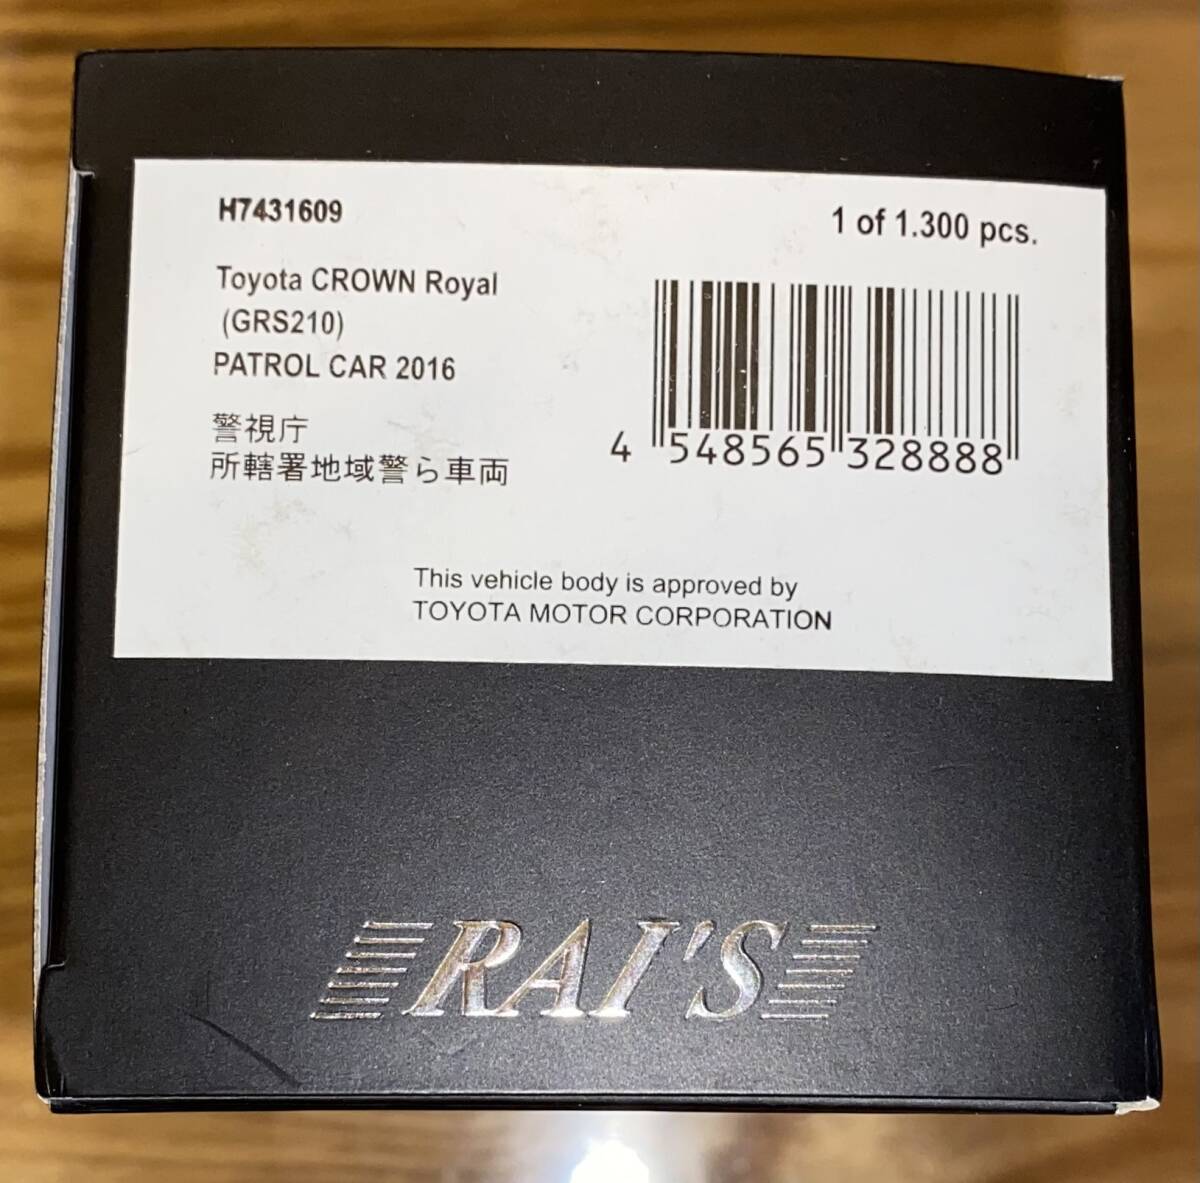 H7431609
1 of 1.300 pcs.
Toyota CROWN Royal
(GRS210)
PATROL CAR 2016
警視庁
所轄署地域警ら車両
4 548565 328888
This vehicle body is approved by
TOYOTA MOTOR CORPORATION
RAI'S